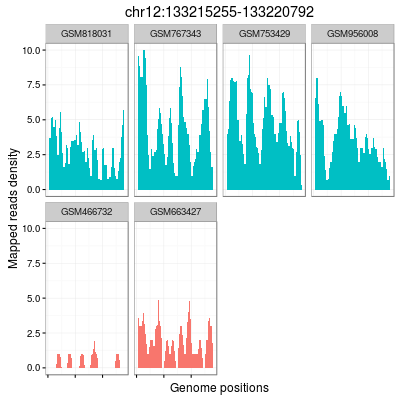 chr12:133215255-133220792
GSM818031 GSM767343 GSM753429 GSM956008
10.0
7.5
5.0
2.5
0.0
Mapped reads density
GSM466732 GSM663427
10.0
7.5
5.0
2.5
0.0
Genome positions